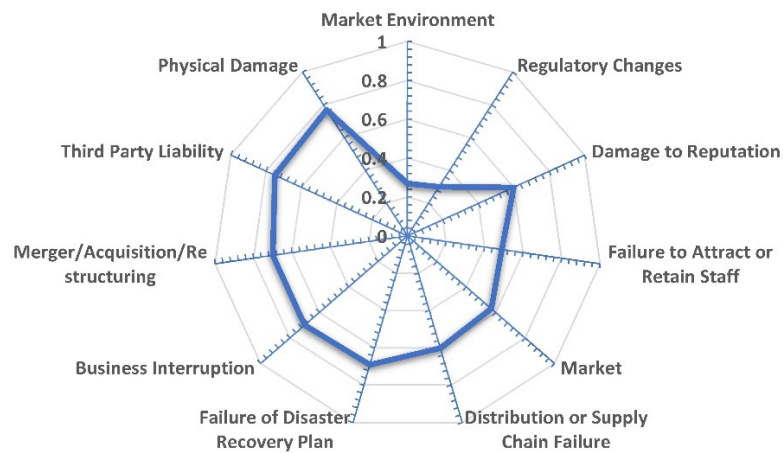 Market Environment
1
Physical Damage
Regulatory Changes
0.8
0.6
Third Party Liability
Damage to Reputation
0.4
0.2
0
Merger/Acquisition/Re
structuring
Failure to Attract or
Retain Staff
Business Interruption
Market
Failure of Disaster
Recovery Plan
Distribution or Supply
Chain Failure